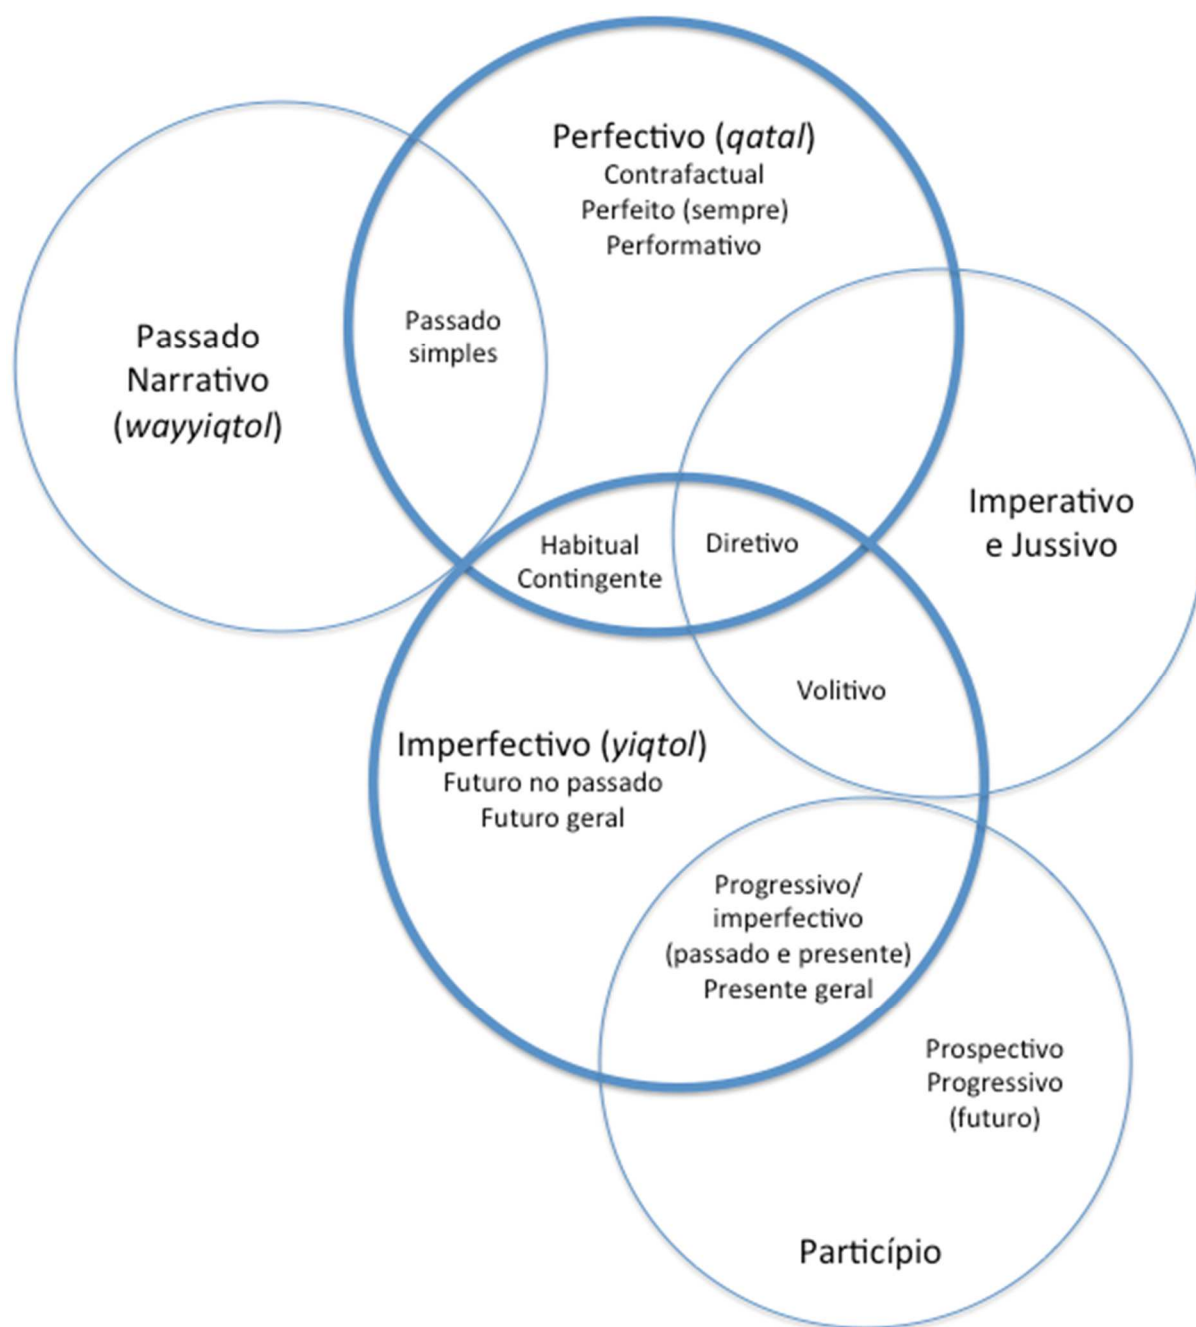 Perfectivo (qatal)
Contrafactual
Perfeito (sempre)
Performativo
Passado
simples
Passado
Narrativo
(wayyiqtol)
Imperativo
e Jussivo
Habitual
Contingente
Diretivo
Volitivo
Imperfectivo (yiqtol)
Futuro no passado
Futuro geral
Progressivo/
imperfectivo
(passado e presente)
Presente geral
Prospectivo
Progressivo
(futuro)
Particípio